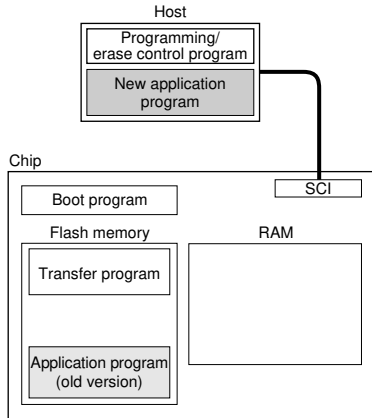 Host
Programming/
erase control program
New application
program
Chip
SCI
Boot program
Flash memory
RAM
Transfer program
Application program
(old version)